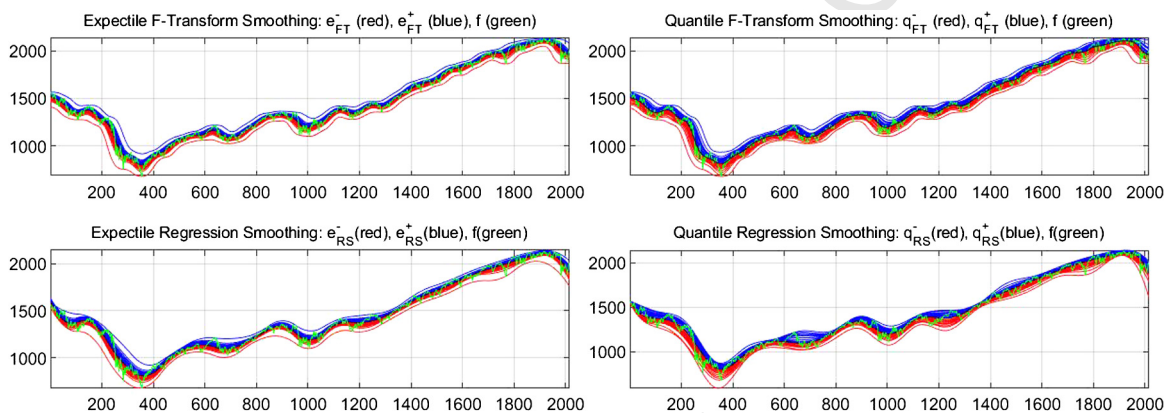 Expectile F-Transform Smoothing: e⁻FT (red), e⁺FT (blue), f (green)
2000
1500
1000
200 400 600 800 1000 1200 1400 1600 1800 2000
Quantile F-Transform Smoothing: q⁻FT (red), q⁺FT (blue), f (green)
2000
1500
1000
200 400 600 800 1000 1200 1400 1600 1800 2000
Expectile Regression Smoothing: e⁻RS(red), e⁺RS(blue), f(green)
2000
1500
1000
200 400 600 800 1000 1200 1400 1600 1800 2000
Quantile Regression Smoothing: q⁻RS(red), q⁺RS(blue), f(green)
2000
1500
1000
200 400 600 800 1000 1200 1400 1600 1800 2000